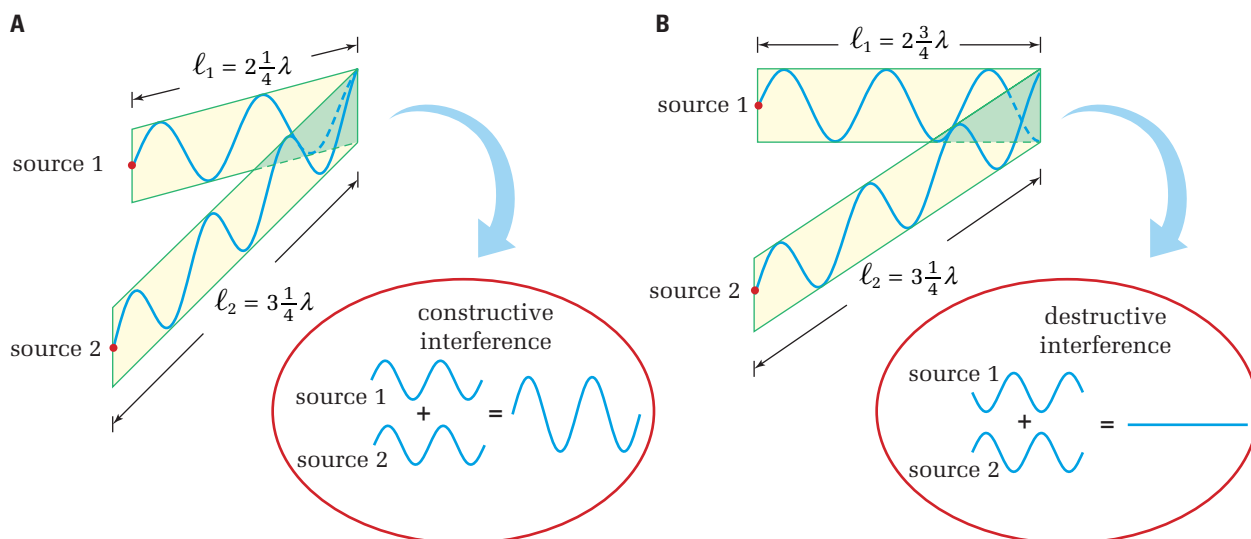 A
ℓ₁ = 2 1/4 λ
source 1
ℓ₂ = 3 1/4 λ
source 2
constructive
interference
source 1
+
=
source 2
B
ℓ₁ = 2 3/4 λ
source 1
ℓ₂ = 3 1/4 λ
source 2
destructive
interference
source 1
+
=
source 2